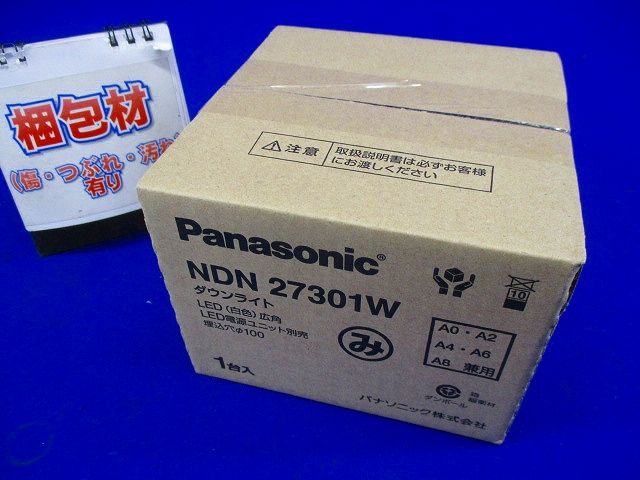 梱包材
(傷・つぶれ・汚れ
有り
注意
取扱説明書は必ずお客様
にお渡しください
Panasonic®
NDN 27301W
ダウンライト
LED (白色) 広角
LED電源ユニット別売
埋込穴φ100
1台入
み
10
A0・A2
A4・A6
A8 兼用
ダンボール
パナソニック株式会社